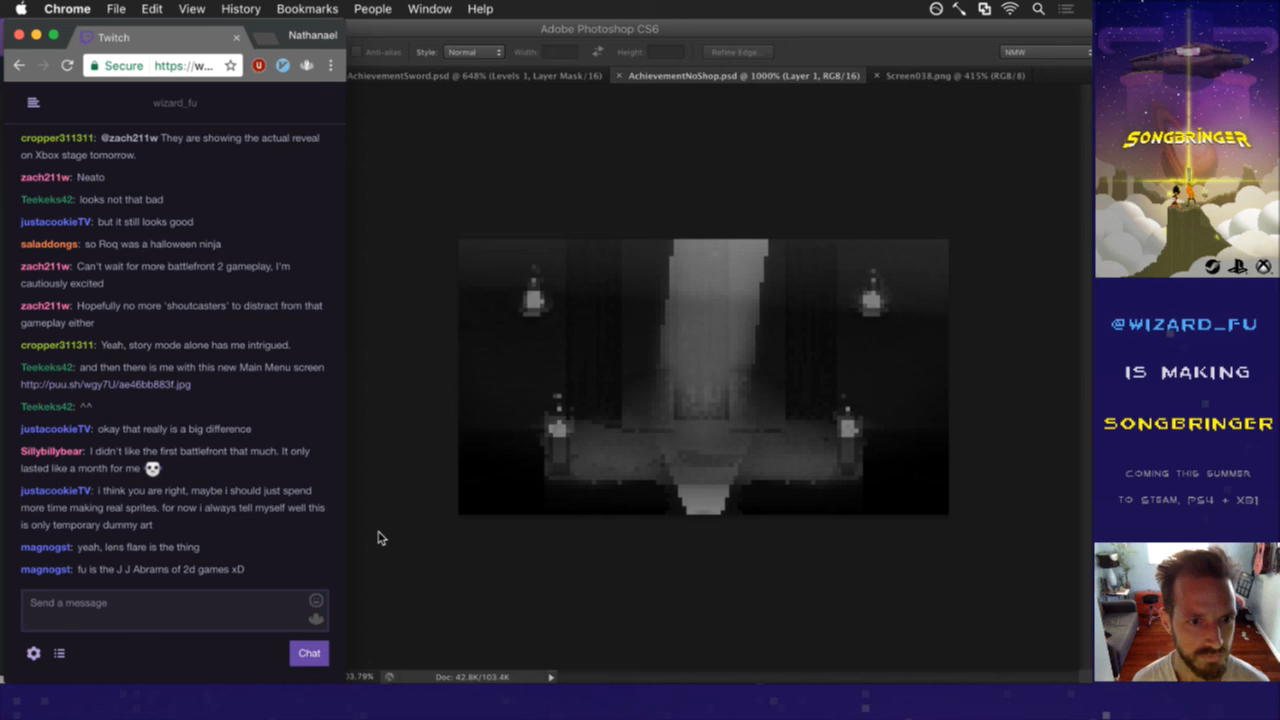 Chrome File Edit View History Bookmarks People Window Help
Twitch
Nathanael
Secure https://w...
wizard_fu
cropper311311: @zach211w They are showing the actual reveal
on Xbox stage tomorrow.
zach211w: Neato
Teekeks42: looks not that bad
justacookieTV: but it still looks good
saladdongs: so Roq was a halloween ninja
zach211w: Can't wait for more battlefront 2 gameplay, I'm
cautiously excited
zach211w: Hopefully no more 'shoutcasters' to distract from that
gameplay either
cropper311311: Yeah, story mode alone has me intrigued.
Teekeks42: and then there is me with this new Main Menu screen
http://puu.sh/wgy7U/ae46bb883f.jpg
Teekeks42: ^^
justacookieTV: okay that really is a big difference
Sillybillybear: I didn't like the first battlefront that much. It only
lasted like a month for me
justacookieTV: i think you are right, maybe i should just spend
more time making real sprites. for now i always tell myself well this
is only temporary dummy art
magnogst: yeah, lens flare is the thing
magnogst: fu is the J J Abrams of 2d games xD
Send a message
Chat
Adobe Photoshop CS6
Anti-alias Style: Normal Width: Height: Refine Edge... NMW
AchievementSword.psd @ 648% (Levels 1, Layer Mask/16)
AchievementNoShop.psd @ 1000% (Layer 1, RGB/16)
Screen038.png @ 415% (RGB/8)
03.79% Doc: 42.8K/103.4K
SONGBRINGER
@WIZARD_FU
IS MAKING
SONGBRINGER
COMING THIS SUMMER
TO STEAM, PS4 + XB1